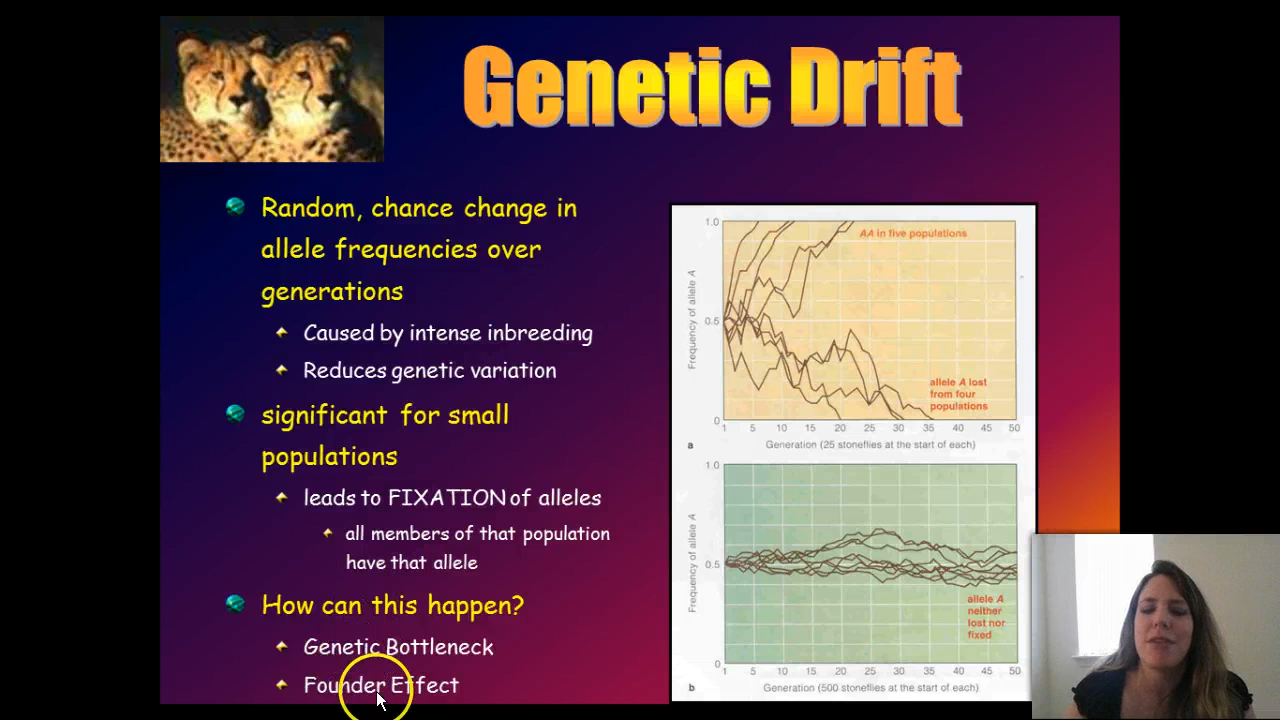 Genetic Drift
Random, chance change in
allele frequencies over
generations
Caused by intense inbreeding
Reduces genetic variation
significant for small
populations
leads to FIXATION of alleles
all members of that population
have that allele
How can this happen?
Genetic Bottleneck
Founder Effect
1.0
AA in five populations
Frequency of allele A
0.5
allele A lost
from four
populations
0
1 5 10 15 20 25 30 35 40 45 50
a Generation (25 stoneflies at the start of each)
1.0
Frequency of allele A
0.5
allele A
neither
lost nor
fixed
0
1 5 10 15 20 25 30 35 40 45 50
b Generation (500 stoneflies at the start of each)